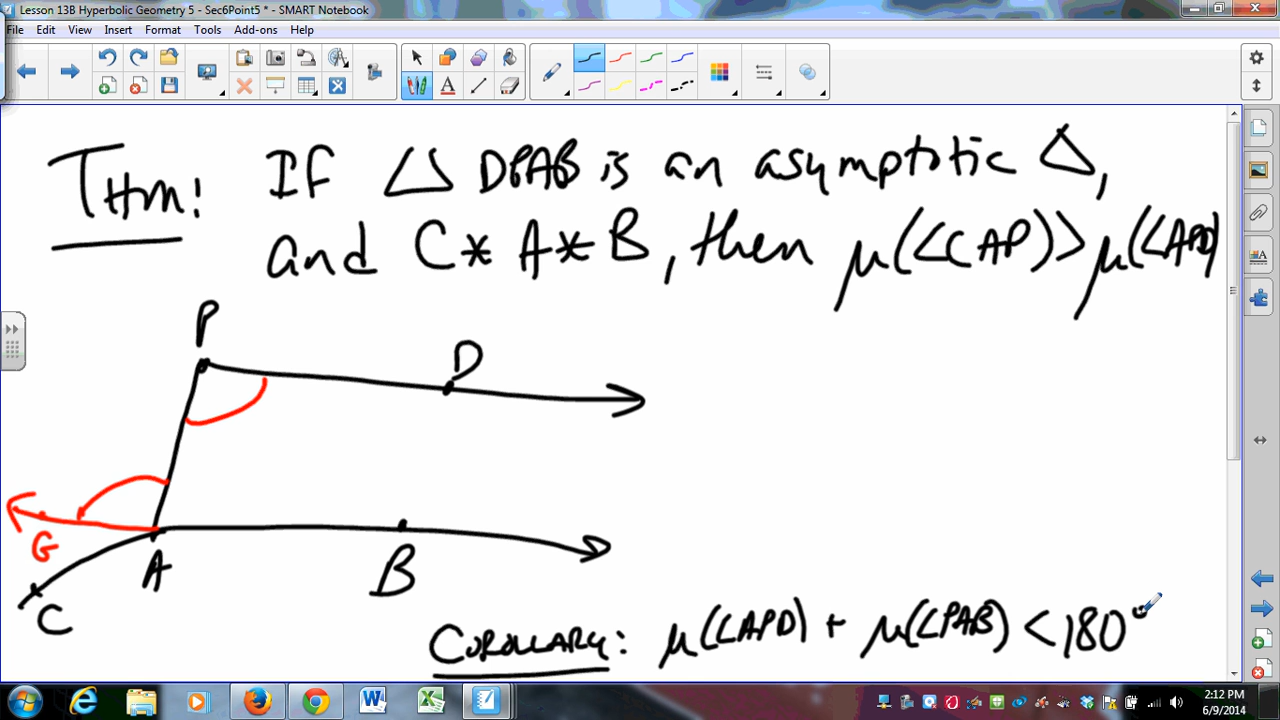 Lesson 13B Hyperbolic Geometry 5 - Sec6Point5 * - SMART Notebook
File Edit View Insert Format Tools Add-ons Help
THM: If △ DPAB is an asymptotic △,
and C * A * B, then μ(∠CAP) > μ(∠APD)
P
D
G
A
B
C
COROLLARY: μ(∠APD) + μ(∠PAB) < 180°
2:12 PM
6/9/2014